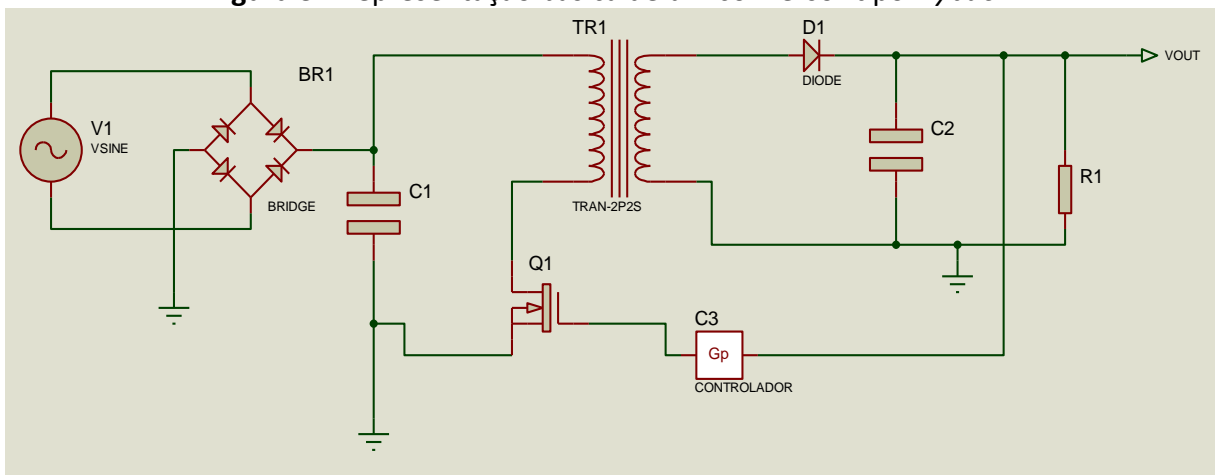 TR1
D1
BR1
DIODE
VOUT
V1
VSINE
C2
C1
R1
BRIDGE
TRAN-2P2S
Q1
C3
Gp
CONTROLADOR